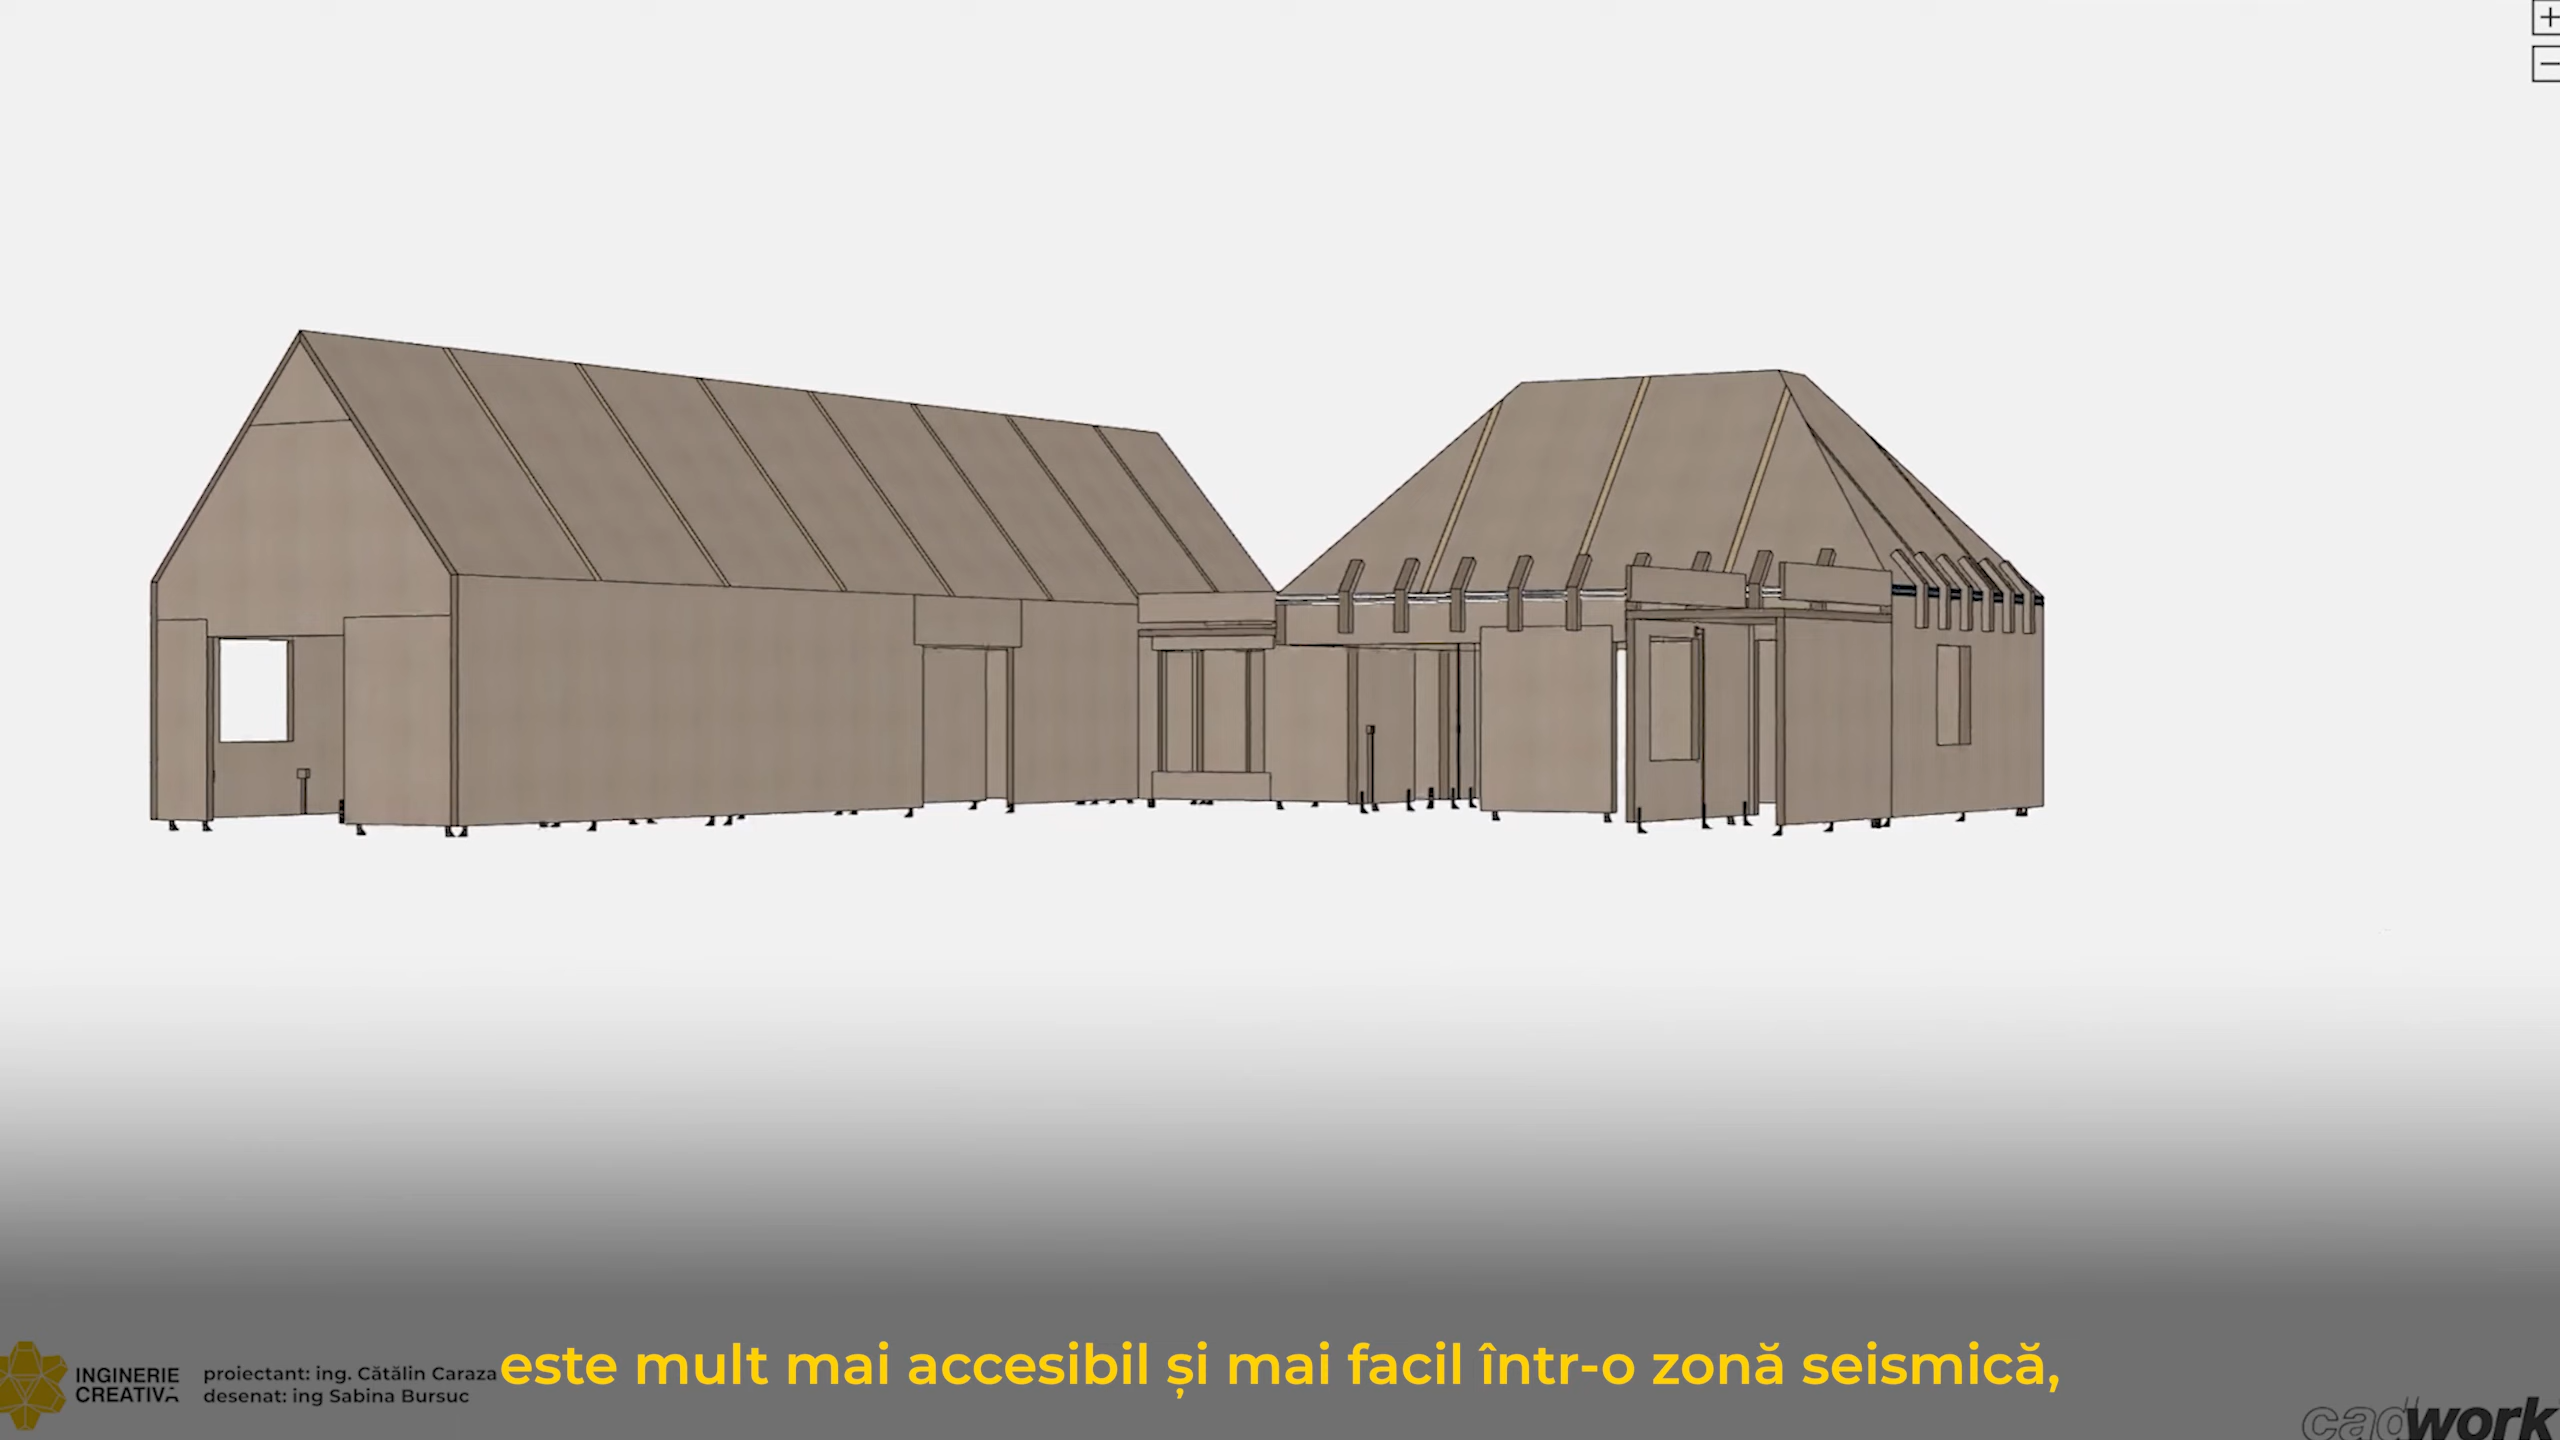 este mult mai accesibil și mai facil într-o zonă seismică,
INGINERIE
CREATIVĂ
proiectant: ing. Cătălin Caraza
desenat: ing Sabina Bursuc
cadwork